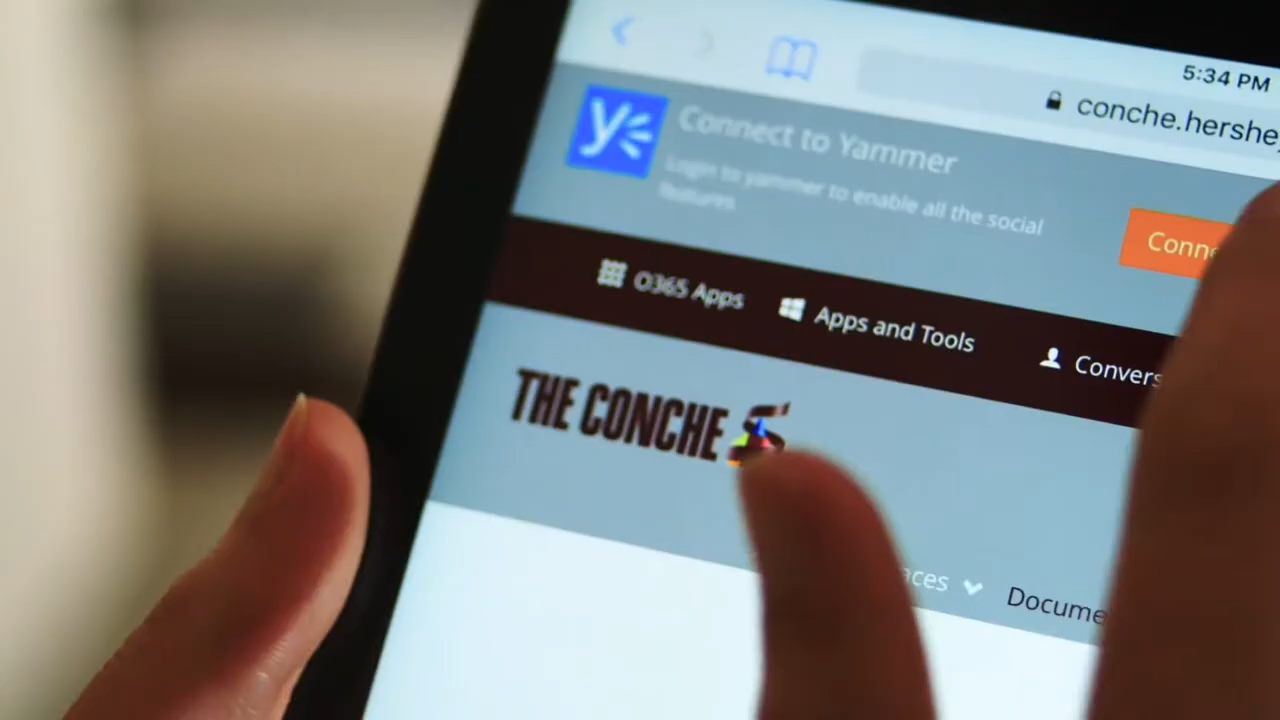 5:34 PM
conche.hershe
Connect to Yammer
Login to yammer to enable all the social
features
Conne
O365 Apps
Apps and Tools
Convers
THE CONCHE
aces
Docume